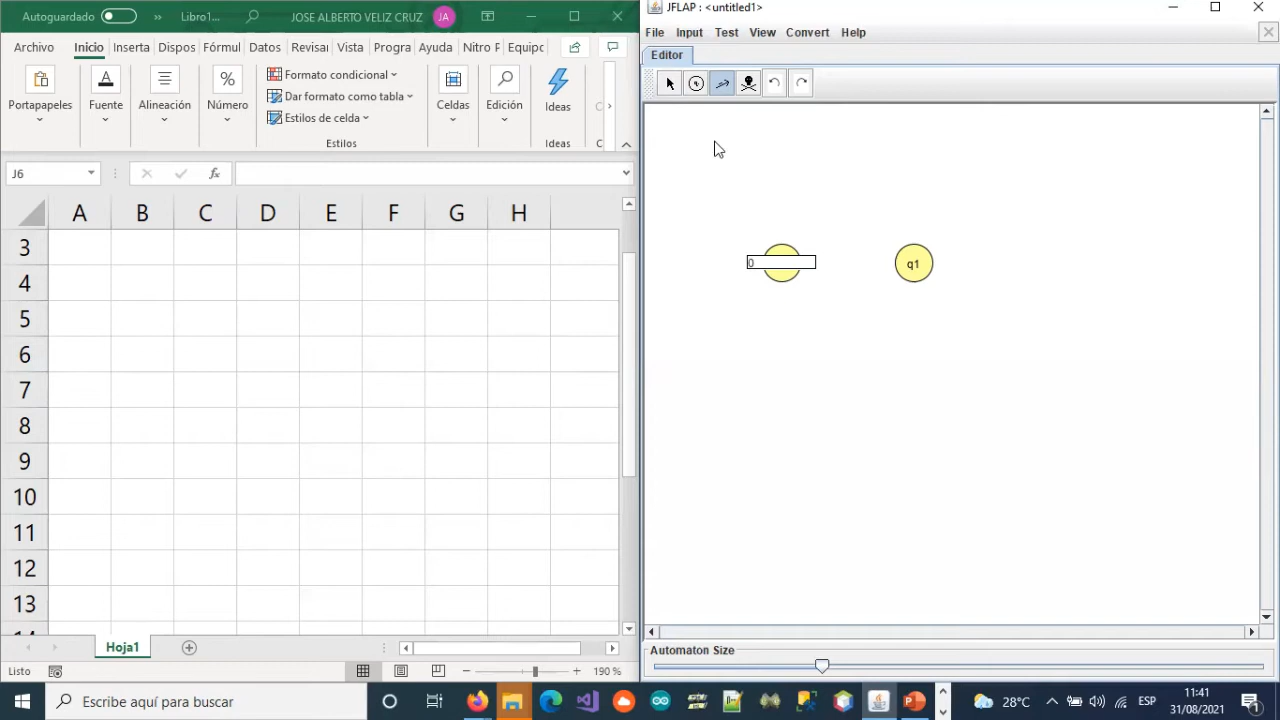 Autoguardado
»
Libro1...
JOSE ALBERTO VELIZ CRUZ
JA
Archivo
Inicio
Inserta
Dispos
Fórmul
Datos
Revisar
Vista
Progra
Ayuda
Nitro F
Equipc
Portapapeles
Fuente
Alineación
Número
Formato condicional
Dar formato como tabla
Estilos de celda
Estilos
Celdas
Edición
Ideas
Ideas
J6
fx
A B C D E F G H
3
4
5
6
7
8
9
10
11
12
13
Hoja1
Listo
190 %
JFLAP : <untitled1>
File Input Test View Convert Help
Editor
0
q1
Automaton Size
Escribe aquí para buscar
28°C
ESP
11:41
31/08/2021
1